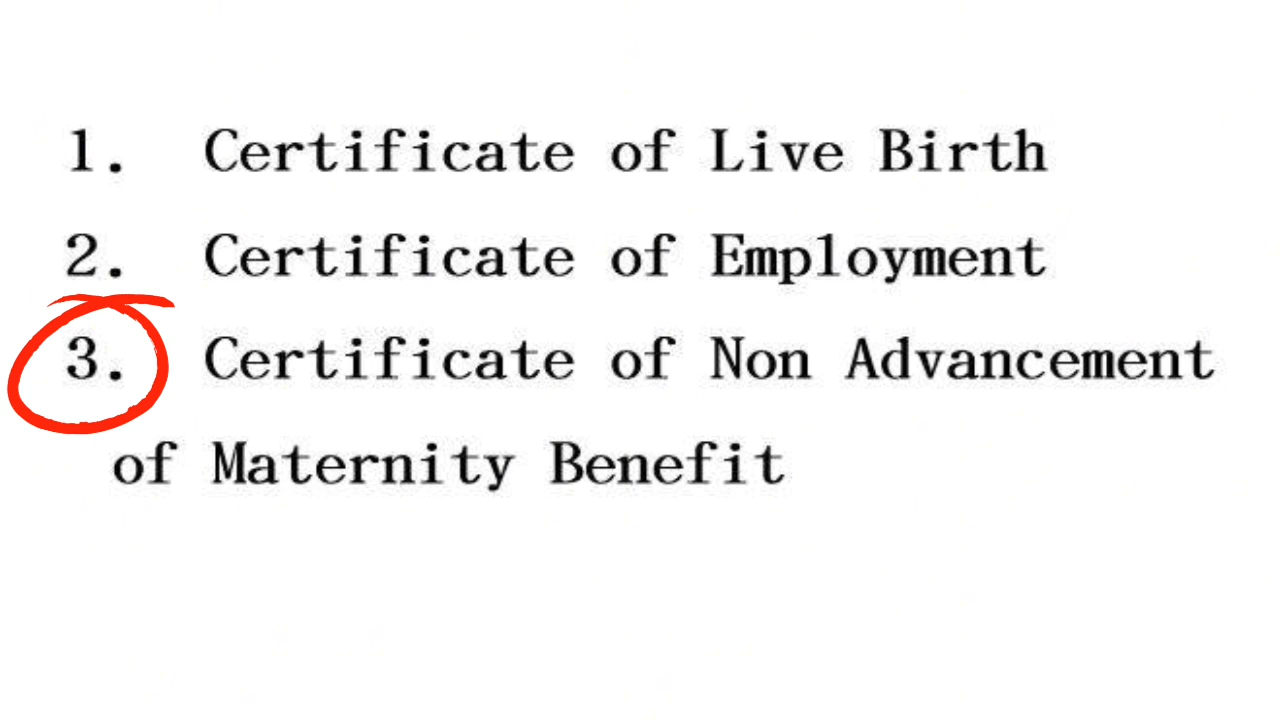 1. Certificate of Live Birth
2. Certificate of Employment
3. Certificate of Non Advancement
of Maternity Benefit